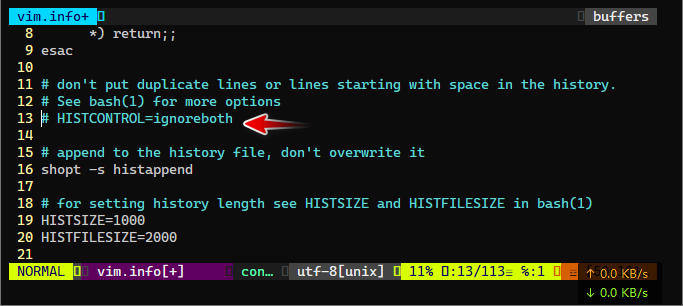 vim.info+ buffers
8 *) return;;
9 esac
10
11 # don't put duplicate lines or lines starting with space in the history.
12 # See bash(1) for more options
13 # HISTCONTROL=ignoreboth
14
15 # append to the history file, don't overwrite it
16 shopt -s histappend
17
18 # for setting history length see HISTSIZE and HISTFILESIZE in bash(1)
19 HISTSIZE=1000
20 HISTFILESIZE=2000
21
NORMAL vim.info[+] con… utf-8[unix] 11% :13/113≡ %:1 ≡
↑ 0.0 KB/s
↓ 0.0 KB/s